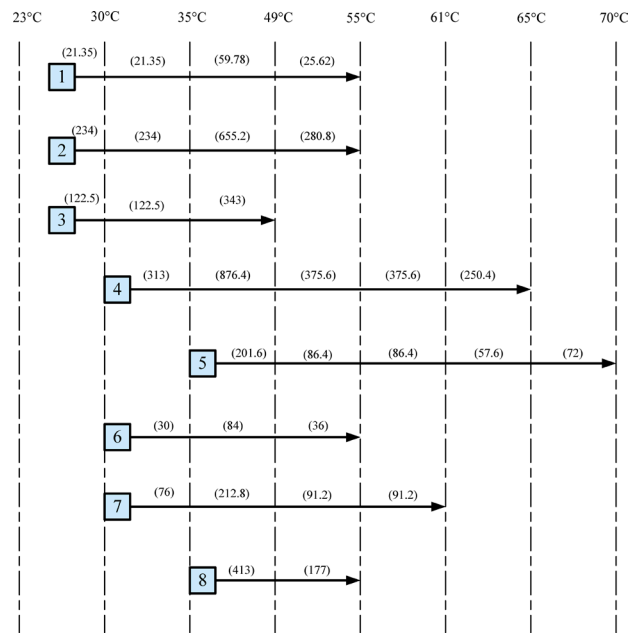 23°C 30°C 35°C 49°C 55°C 61°C 65°C 70°C
(21.35) (21.35) (59.78) (25.62)
1
(234) (234) (655.2) (280.8)
2
(122.5) (122.5) (343)
3
(313) (876.4) (375.6) (375.6) (250.4)
4
(201.6) (86.4) (86.4) (57.6) (72)
5
(30) (84) (36)
6
(76) (212.8) (91.2) (91.2)
7
(413) (177)
8